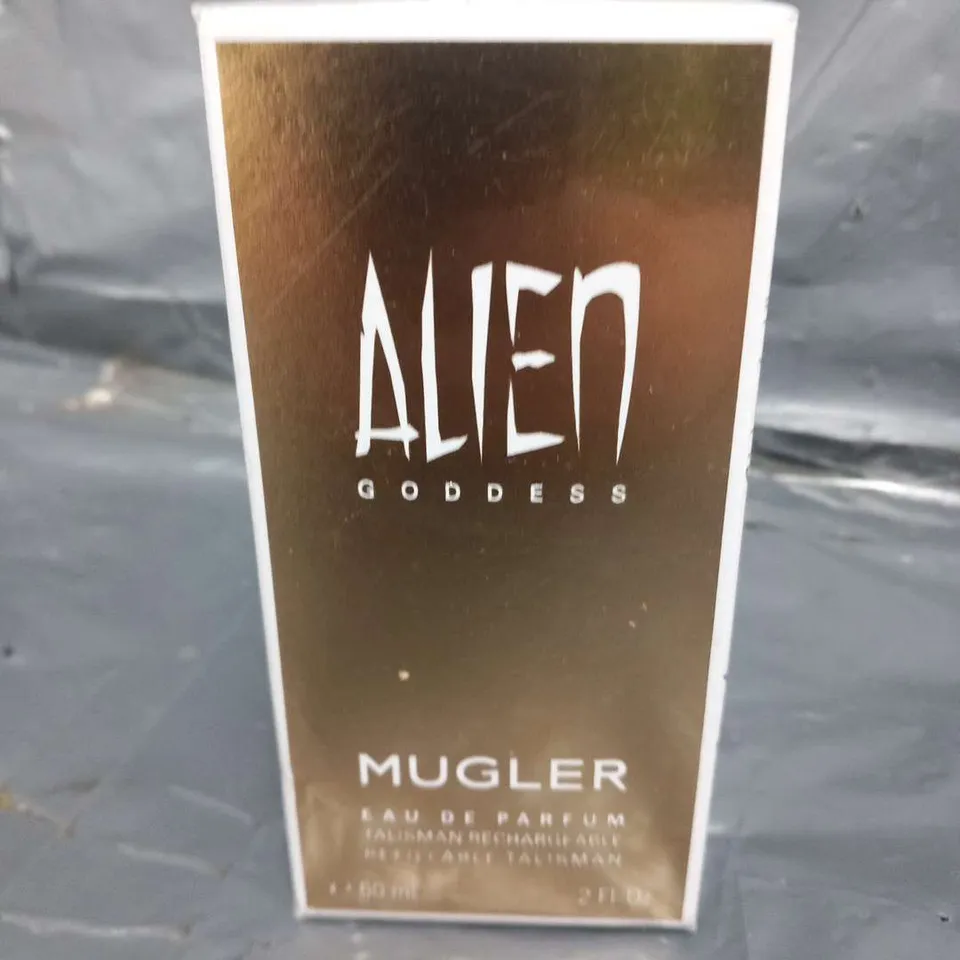 ALIEN
GODDESS
MUGLER
EAU DE PARFUM
TALISMAN RECHARGEABLE
REFILLABLE TALISMAN
60 ml 2 Fl. Oz.